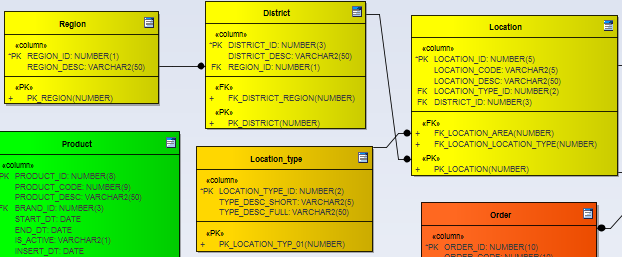 Region
«column»
*PK REGION_ID: NUMBER(1)
REGION_DESC: VARCHAR2(50)
«PK»
+ PK_REGION(NUMBER)
District
«column»
*PK DISTRICT_ID: NUMBER(3)
DISTRICT_DESC: VARCHAR2(50)
FK REGION_ID: NUMBER(1)
«FK»
+ FK_DISTRICT_REGION(NUMBER)
«PK»
+ PK_DISTRICT(NUMBER)
Location
«column»
*PK LOCATION_ID: NUMBER(5)
LOCATION_CODE: VARCHAR2(5)
LOCATION_DESC: VARCHAR2(50)
FK LOCATION_TYPE_ID: NUMBER(2)
FK DISTRICT_ID: NUMBER(3)
«FK»
+ FK_LOCATION_AREA(NUMBER)
+ FK_LOCATION_LOCATION_TYPE(NUMBER)
«PK»
+ PK_LOCATION(NUMBER)
Product
«column»
PK PRODUCT_ID: NUMBER(8)
PRODUCT_CODE: NUMBER(9)
PRODUCT_DESC: VARCHAR2(50)
FK BRAND_ID: NUMBER(3)
START_DT: DATE
END_DT: DATE
IS_ACTIVE: VARCHAR2(1)
INSERT_DT: DATE
Location_type
«column»
*PK LOCATION_TYPE_ID: NUMBER(2)
TYPE_DESC_SHORT: VARCHAR2(5)
TYPE_DESC_FULL: VARCHAR2(50)
«PK»
+ PK_LOCATION_TYP_01(NUMBER)
Order
«column»
*PK ORDER_ID: NUMBER(10)
ORDER_CODE: NUMBER(10)